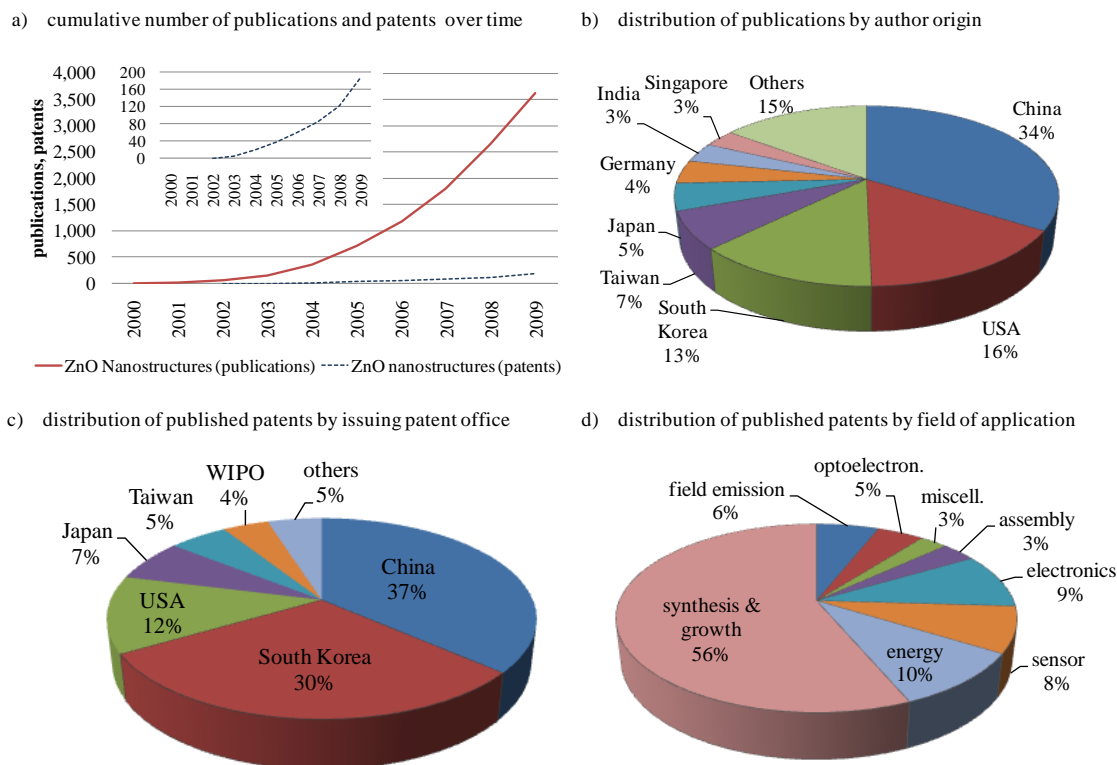 a) cumulative number of publications and patents over time
publications, patents
4,000
3,500
3,000
2,500
2,000
1,500
1,000
500
0
200
160
120
80
40
0
2000
2001
2002
2003
2004
2005
2006
2007
2008
2009
2000
2001
2002
2003
2004
2005
2006
2007
2008
2009
ZnO Nanostructures (publications)
ZnO nanostructures (patents)
b) distribution of publications by author origin
China
34%
USA
16%
South
Korea
13%
Taiwan
7%
Japan
5%
Germany
4%
India
3%
Singapore
3%
Others
15%
c) distribution of published patents by issuing patent office
China
37%
South Korea
30%
USA
12%
Japan
7%
Taiwan
5%
WIPO
4%
others
5%
d) distribution of published patents by field of application
field emission
6%
optoelectron.
5%
miscell.
3%
assembly
3%
electronics
9%
sensor
8%
energy
10%
synthesis &
growth
56%